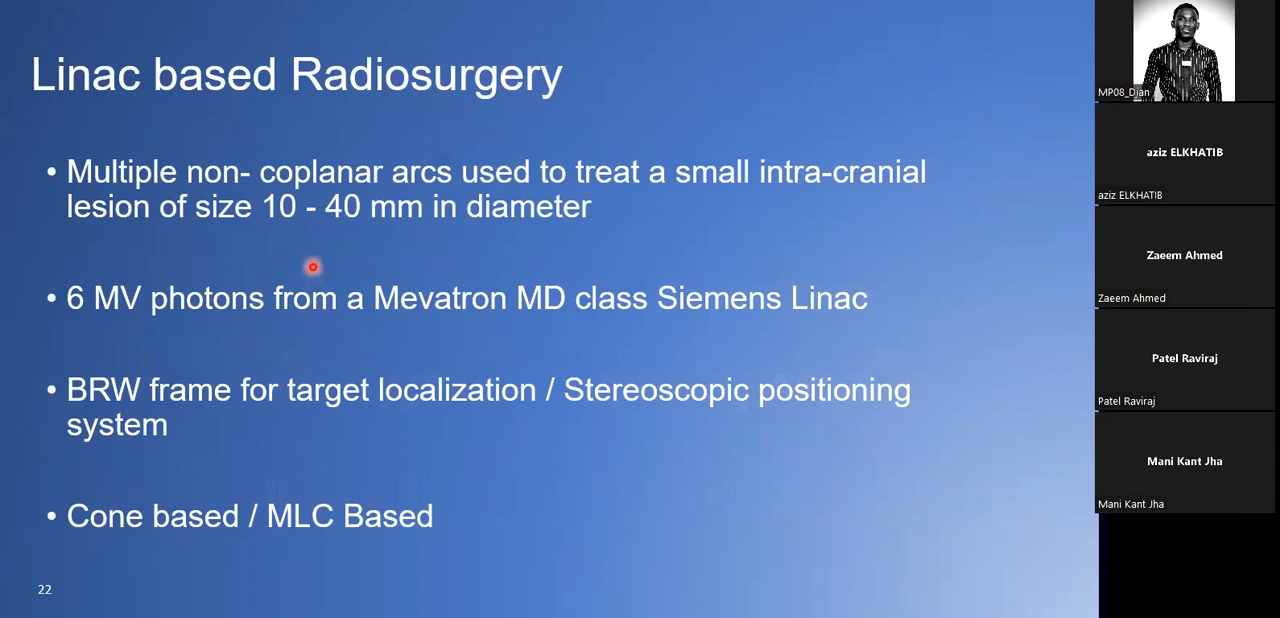 Linac based Radiosurgery
• Multiple non- coplanar arcs used to treat a small intra-cranial
lesion of size 10 - 40 mm in diameter
• 6 MV photons from a Mevatron MD class Siemens Linac
• BRW frame for target localization / Stereoscopic positioning
system
• Cone based / MLC Based
22
MP08_Djan
aziz ELKHATIB
aziz ELKHATIB
Zaeem Ahmed
Zaeem Ahmed
Patel Raviraj
Patel Raviraj
Mani Kant Jha
Mani Kant Jha